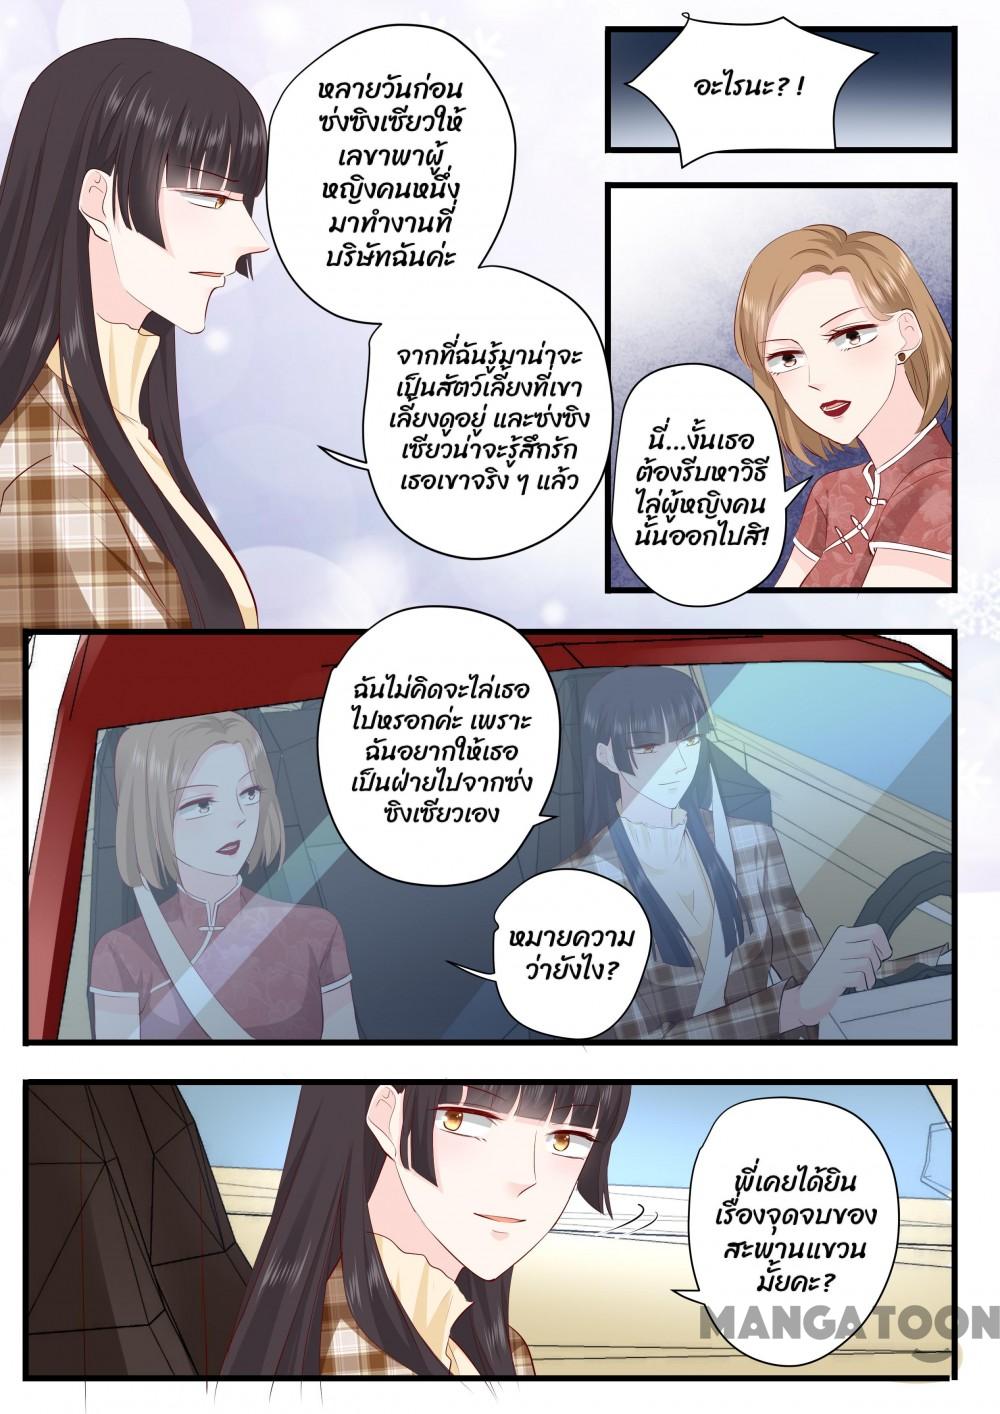 หลายวันก่อน
ซ่งซิงเซียวให้
เลขาพาผู้
หญิงคนหนึ่ง
มาทำงานที่
บริษัทฉันค่ะ
จากที่ฉันรู้มาน่าจะ
เป็นสัตว์เลี้ยงที่เขา
เลี้ยงดูอยู่ และซ่งซิง
เซียวน่าจะรู้สึกรัก
เธอเขาจริง ๆ แล้ว
อะไรนะ?!
นี่...งั้นเธอ
ต้องรีบหาวิธี
ไล่ผู้หญิงคน
นั้นออกไปสิ!
ฉันไม่คิดจะไล่เธอ
ไปหรอกค่ะ เพราะ
ฉันอยากให้เธอ
เป็นฝ่ายไปจากซ่ง
ซิงเซียวเอง
หมายความ
ว่ายังไง?
พี่เคยได้ยิน
เรื่องจุดจบของ
สะพานแขวน
มั้ยคะ?
MANGATOON